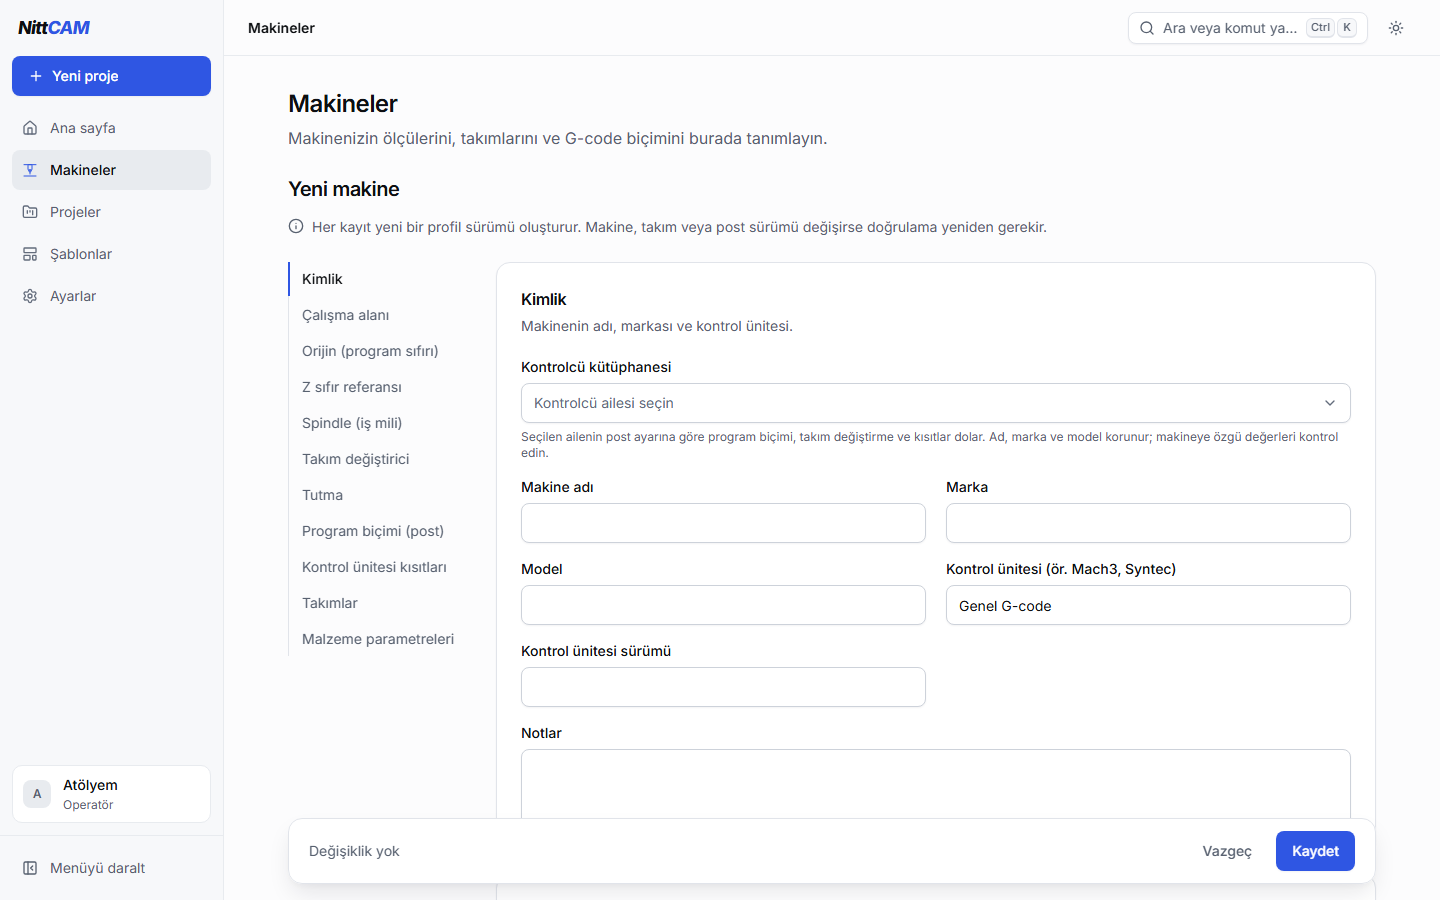 NittCAM
Yeni proje
Ana sayfa
Makineler
Projeler
Şablonlar
Ayarlar
A
Atölyem
Operatör
Menüyü daralt
Makineler
Ara veya komut ya...
Ctrl
K
Makineler
Makinenizin ölçülerini, takımlarını ve G-code biçimini burada tanımlayın.
Yeni makine
Her kayıt yeni bir profil sürümü oluşturur. Makine, takım veya post sürümü değişirse doğrulama yeniden gerekir.
Kimlik
Çalışma alanı
Orijin (program sıfırı)
Z sıfır referansı
Spindle (iş mili)
Takım değiştirici
Tutma
Program biçimi (post)
Kontrol ünitesi kısıtları
Takımlar
Malzeme parametreleri
Kimlik
Makinenin adı, markası ve kontrol ünitesi.
Kontrolcü kütüphanesi
Kontrolcü ailesi seçin
Seçilen ailenin post ayarına göre program biçimi, takım değiştirme ve kısıtlar dolar. Ad, marka ve model korunur; makineye özgü değerleri kontrol
edin.
Makine adı
Marka
Model
Kontrol ünitesi (ör. Mach3, Syntec)
Genel G-code
Kontrol ünitesi sürümü
Notlar
Değişiklik yok
Vazgeç
Kaydet